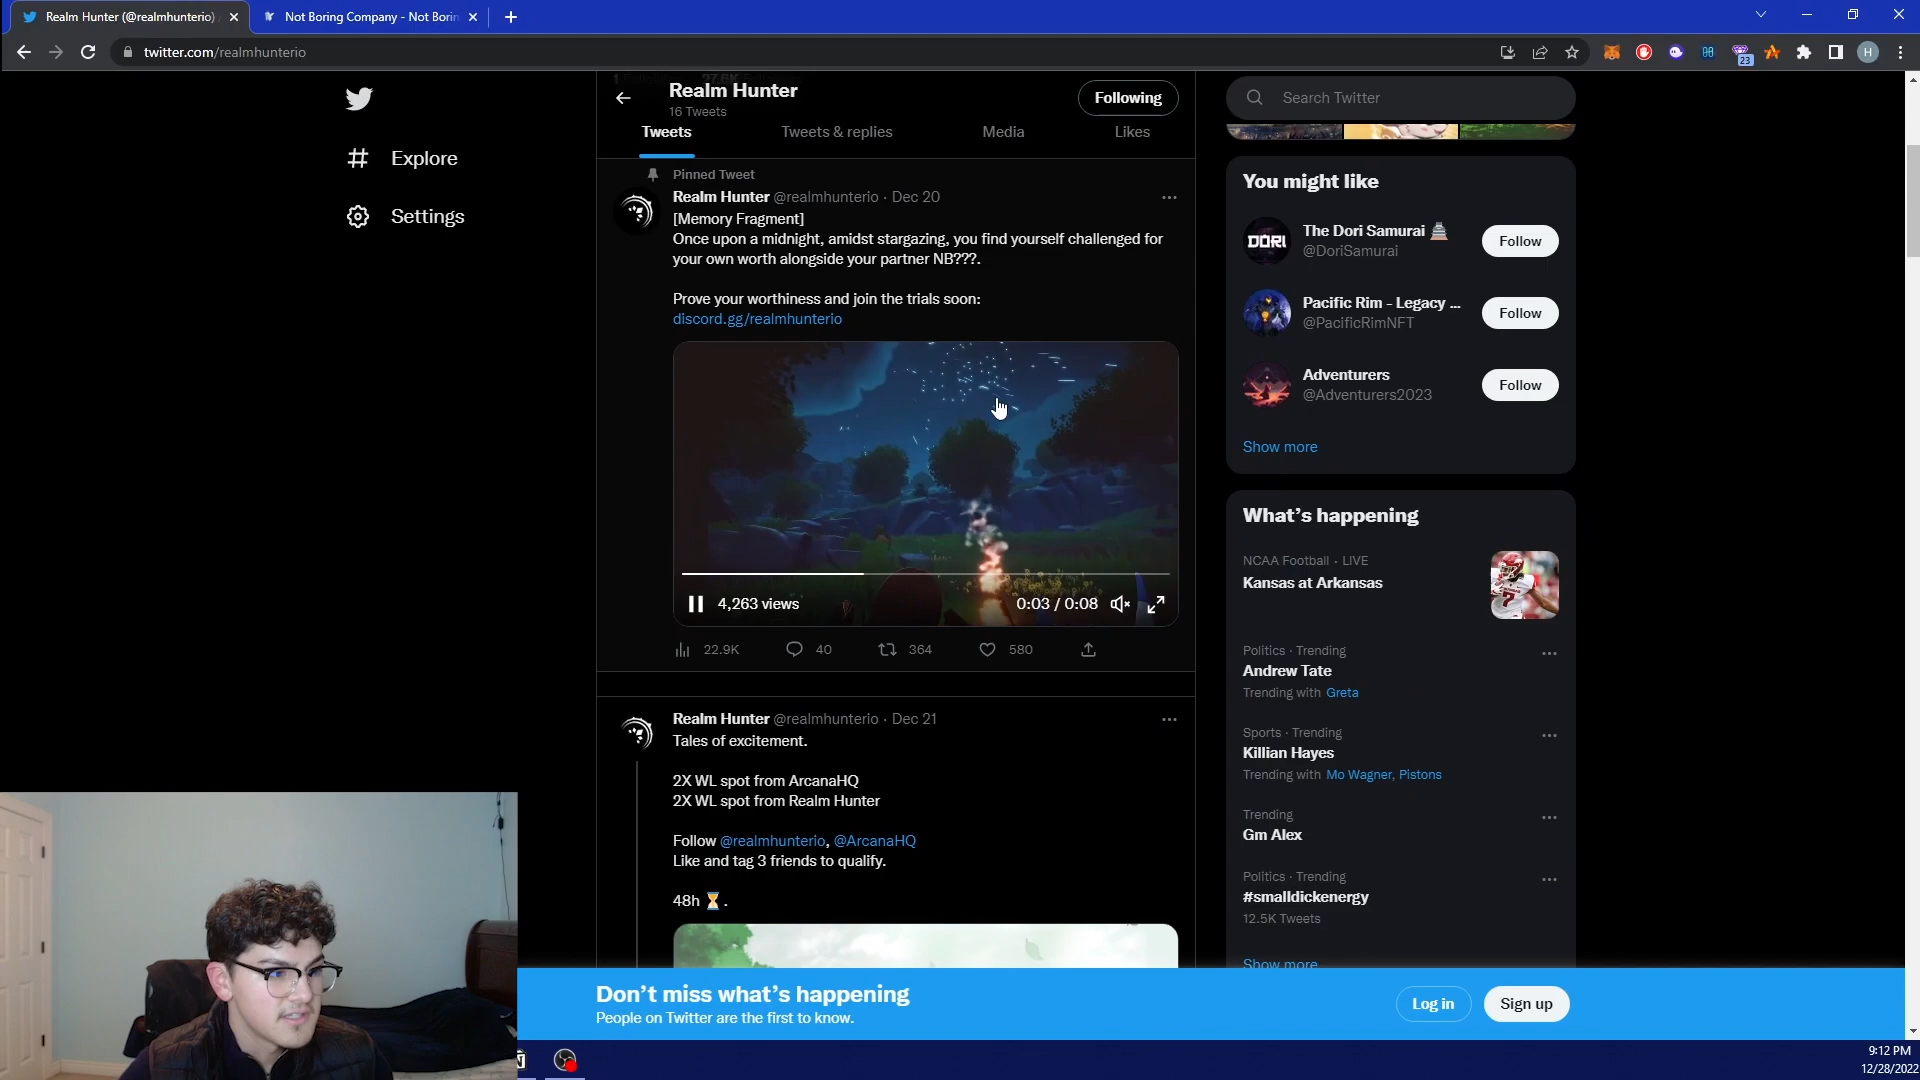 Realm Hunter (@realmhunterio)
Not Boring Company - Not Borin
twitter.com/realmhunterio
23
H
Explore
Settings
Realm Hunter
16 Tweets
Following
Tweets
Tweets & replies
Media
Likes
Pinned Tweet
Realm Hunter @realmhunterio · Dec 20
[Memory Fragment]
Once upon a midnight, amidst stargazing, you find yourself challenged for
your own worth alongside your partner NB???.
Prove your worthiness and join the trials soon:
discord.gg/realmhunterio
4,263 views
0:03 / 0:08
22.9K
40
364
580
Realm Hunter @realmhunterio · Dec 21
Tales of excitement.
2X WL spot from ArcanaHQ
2X WL spot from Realm Hunter
Follow @realmhunterio, @ArcanaHQ
Like and tag 3 friends to qualify.
48h ⏳.
Search Twitter
You might like
DORI
The Dori Samurai 🏯
@DoriSamurai
Follow
Pacific Rim - Legacy ...
@PacificRimNFT
Follow
Adventurers
@Adventurers2023
Follow
Show more
What's happening
NCAA Football · LIVE
Kansas at Arkansas
Politics · Trending
Andrew Tate
Trending with Greta
Sports · Trending
Killian Hayes
Trending with Mo Wagner, Pistons
Trending
Gm Alex
Politics · Trending
#smalldickenergy
12.5K Tweets
Show more
Don't miss what's happening
People on Twitter are the first to know.
Log in
Sign up
9:12 PM
12/28/2022